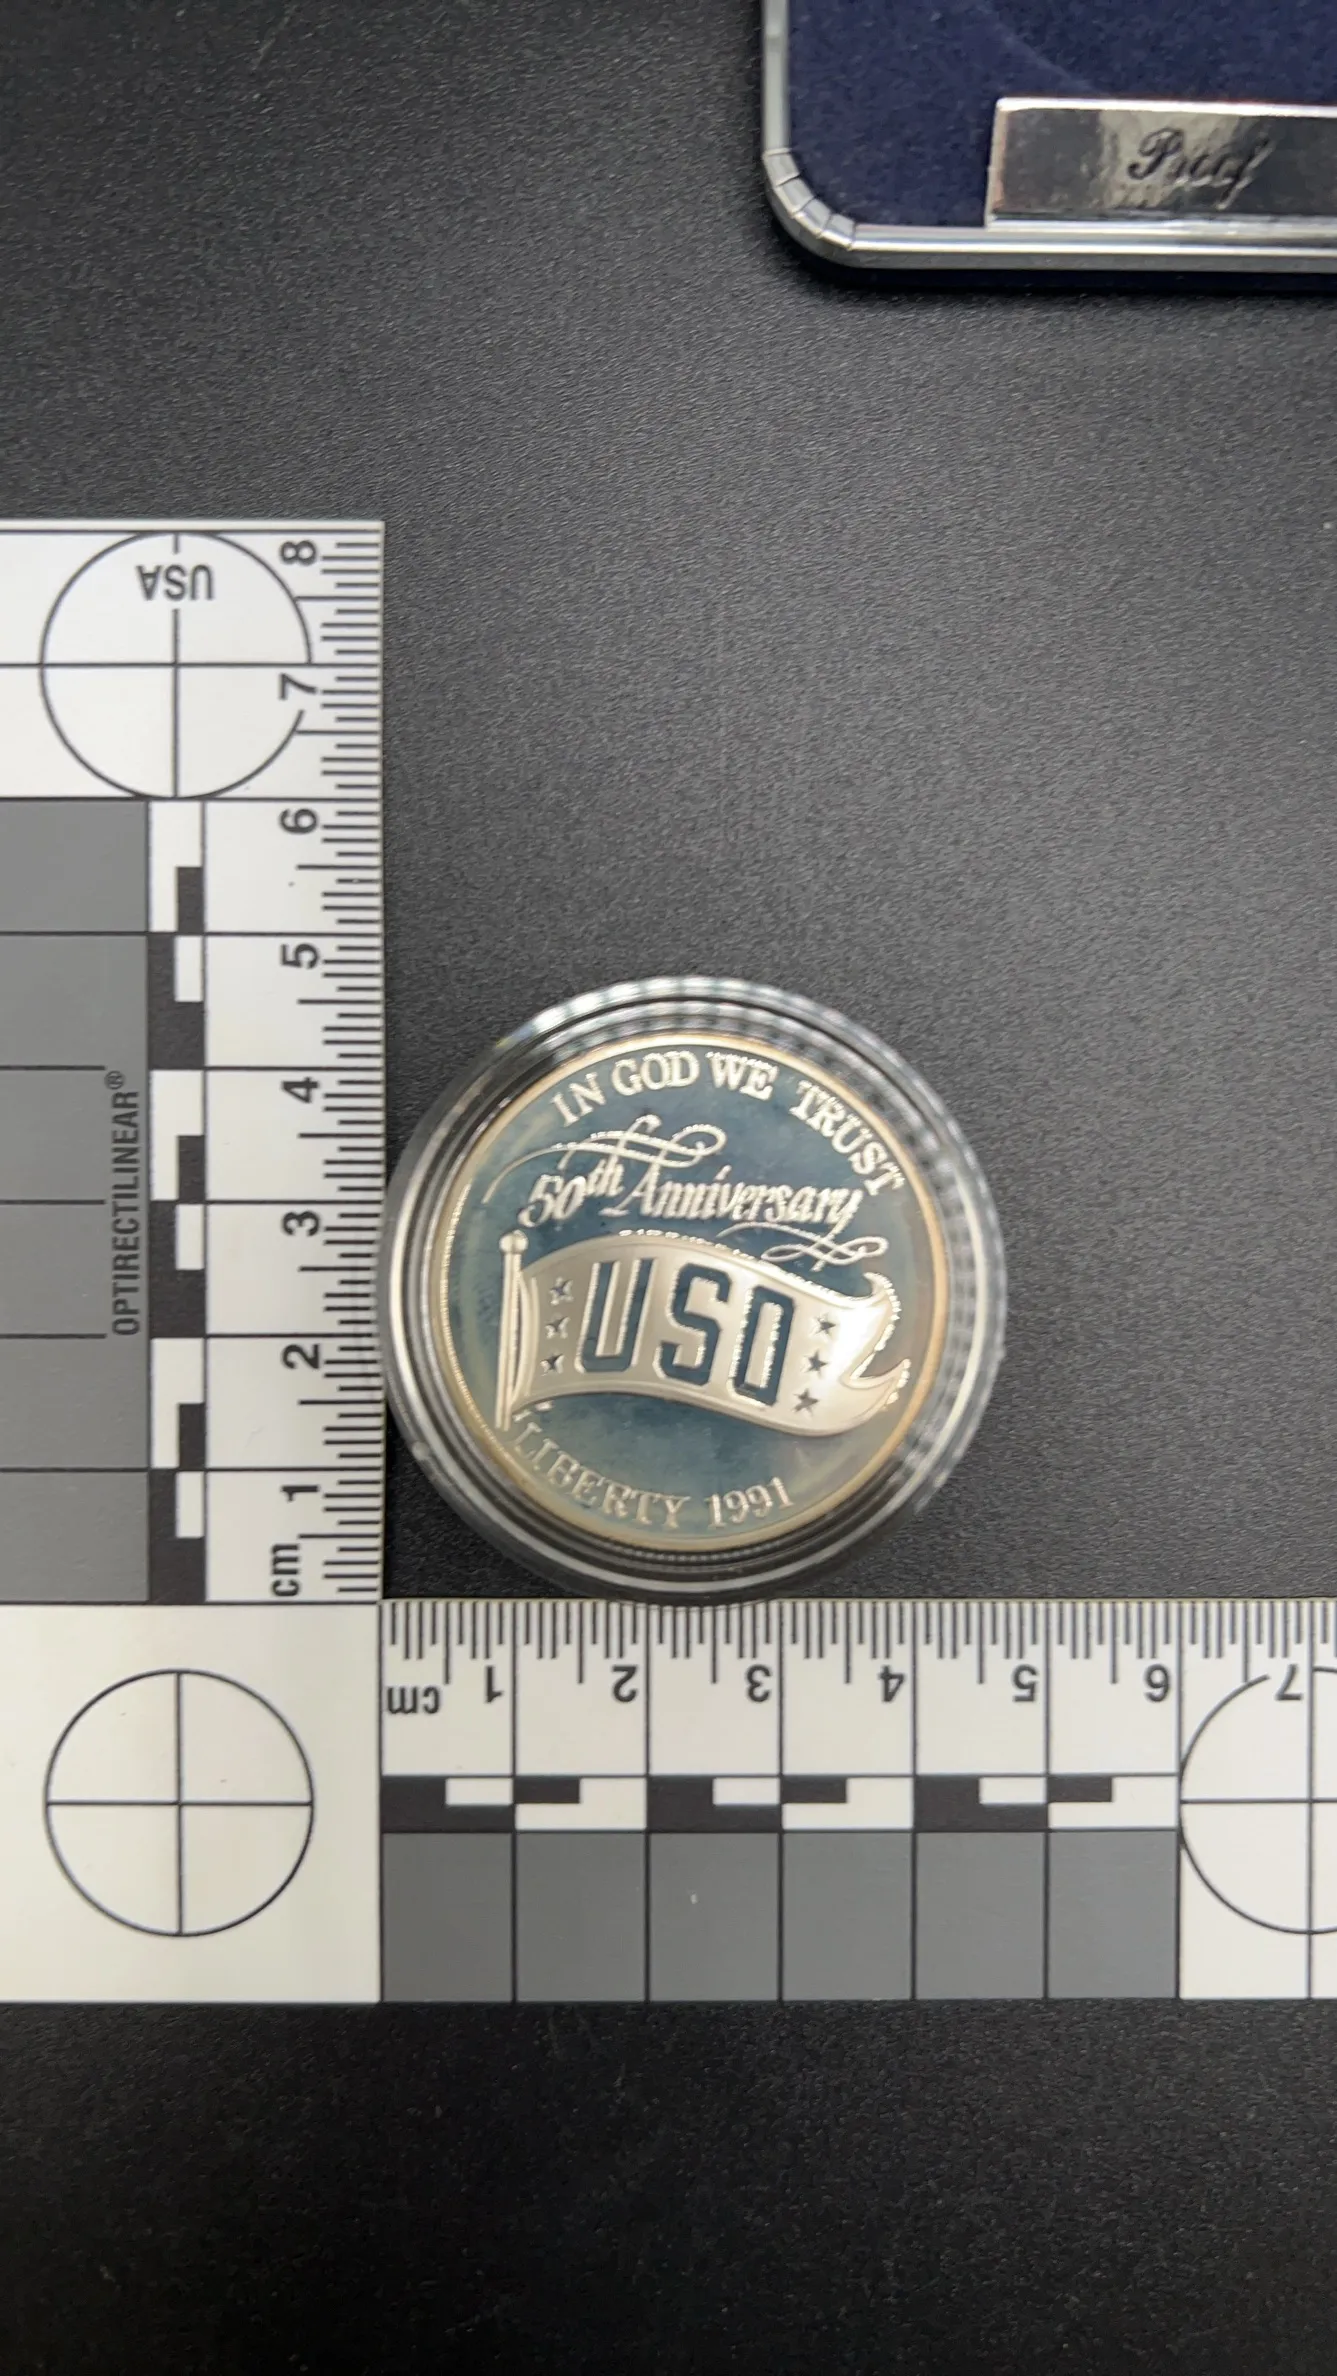 Proof
USA
8
7
6
5
4
3
2
1
cm
OPTIRECTILINEAR®
IN GOD WE TRUST
50th Anniversary
USO
LIBERTY 1991
cm 1 2 3 4 5 6 7